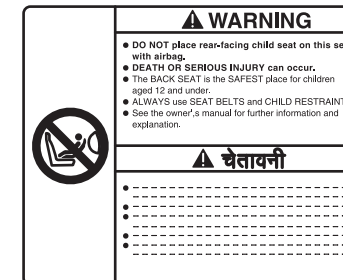 WARNING
DO NOT place rear-facing child seat on this se
with airbag.
DEATH OR SERIOUS INJURY can occur.
The BACK SEAT is the SAFEST place for children
aged 12 and under.
ALWAYS use SEAT BELTS and CHILD RESTRAINT
See the owner',s manual for further information and
explanation.
चेतावनी